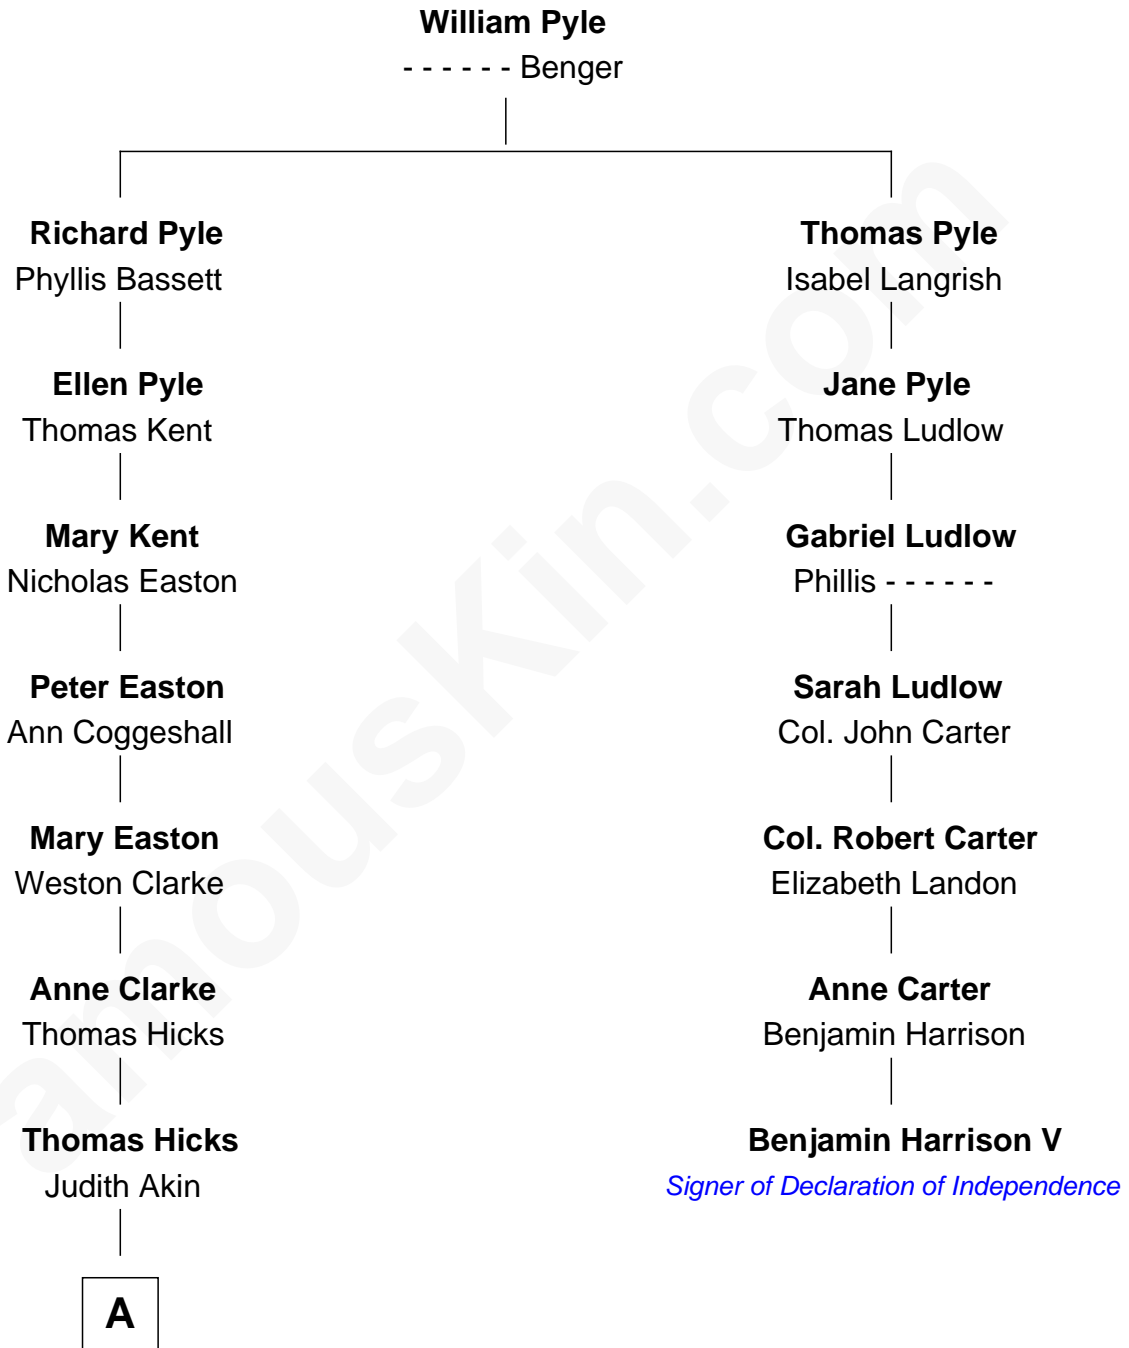 William Pyle
- - - - - - Benger
Richard Pyle
Phyllis Bassett
Thomas Pyle
Isabel Langrish
Ellen Pyle
Thomas Kent
Jane Pyle
Thomas Ludlow
Mary Kent
Nicholas Easton
Gabriel Ludlow
Phillis - - - - - -
Peter Easton
Ann Coggeshall
Sarah Ludlow
Col. John Carter
Mary Easton
Weston Clarke
Col. Robert Carter
Elizabeth Landon
Anne Clarke
Thomas Hicks
Anne Carter
Benjamin Harrison
Thomas Hicks
Judith Akin
Benjamin Harrison V
Signer of Declaration of Independence
A
amousKin.com